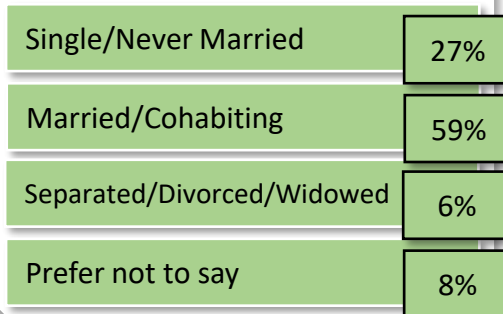 Single/Never Married 27%
Married/Cohabiting 59%
Separated/Divorced/Widowed 6%
Prefer not to say 8%